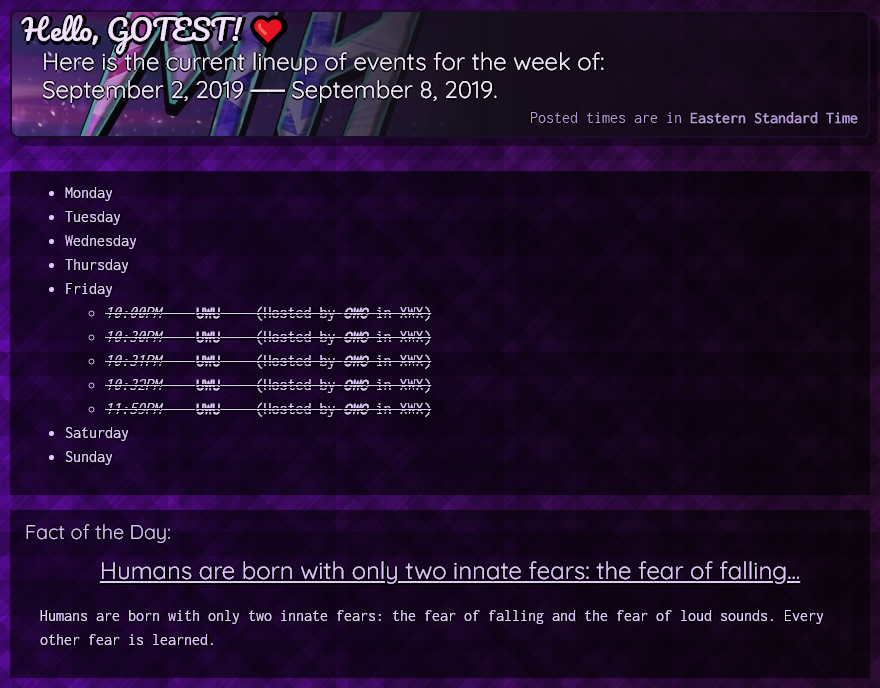 Hello, GOTEST! ❤
Here is the current lineup of events for the week of:
September 2, 2019 —— September 8, 2019.
Posted times are in Eastern Standard Time
Monday
Tuesday
Wednesday
Thursday
Friday
10:00PM UWU (Hosted by OWO in XWX)
10:30PM UWU (Hosted by OWO in XWX)
10:31PM UWU (Hosted by OWO in XWX)
10:32PM UWU (Hosted by OWO in XWX)
11:59PM UWU (Hosted by OWO in XWX)
Saturday
Sunday
Fact of the Day:
Humans are born with only two innate fears: the fear of falling...
Humans are born with only two innate fears: the fear of falling and the fear of loud sounds. Every
other fear is learned.